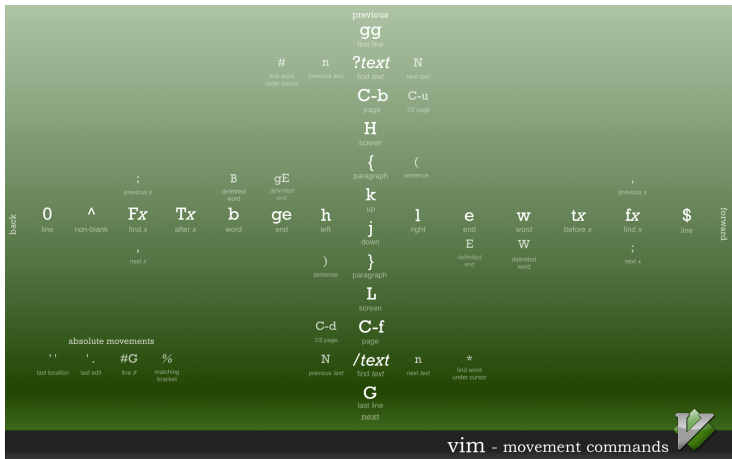 previous
gg
first line
# n ?text N
find word under cursor previous text find text next text
C-b C-u
page 1/2 page
H
screen
{ (
paragraph sentence
; B gE k ,
previous x delimited word delimited end up previous x
back 0 ^ Fx Tx b ge h l e w tx fx $ forward
line non-blank find x after x word end left right end word before x find x line
j
down
, E W ;
next x delimited end delimited word next x
) }
sentence paragraph
L
screen
C-d C-f
1/2 page page
absolute movements
'' '. #G % N /text n *
last location last edit line # matching bracket previous text find text next text find word under cursor
G
last line
next
vim - movement commands